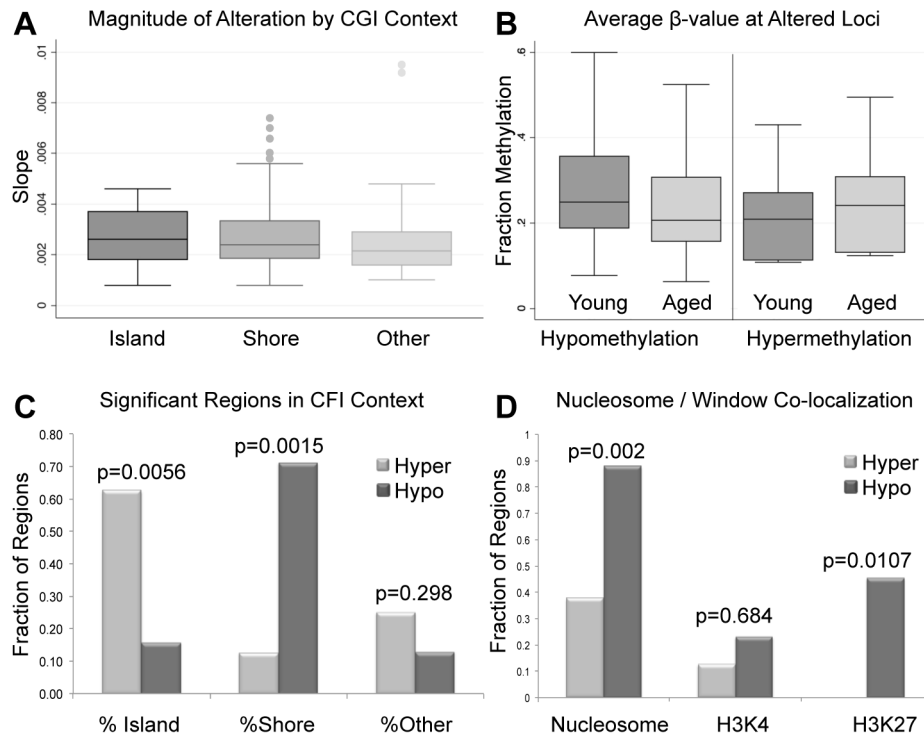 A Magnitude of Alteration by CGI Context
.01
.008
.006
.004
.002
0
Slope
Island Shore Other
B Average β-value at Altered Loci
.6
.4
.2
0
Fraction Methylation
Young Aged Young Aged
Hypomethylation Hypermethylation
C Significant Regions in CFI Context
0.80
0.70
0.60
0.50
0.40
0.30
0.20
0.10
0.00
Fraction of Regions
p=0.0056
p=0.0015
p=0.298
Hyper
Hypo
% Island %Shore %Other
D Nucleosome / Window Co-localization
1
0.9
0.8
0.7
0.6
0.5
0.4
0.3
0.2
0.1
0
Fraction of Regions
p=0.002
p=0.684
p=0.0107
Hyper
Hypo
Nucleosome H3K4 H3K27